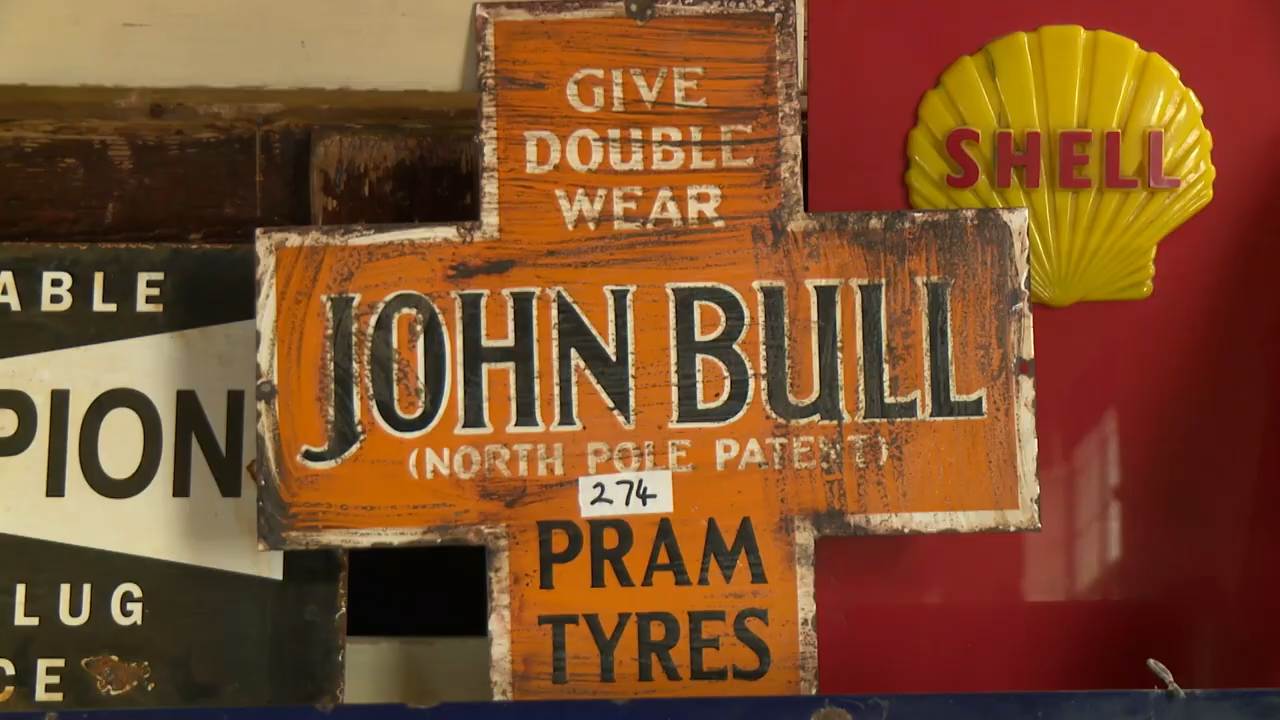 GIVE
DOUBLE
WEAR
JOHN BULL
(NORTH POLE PATENT)
274
PRAM
TYRES
SHELL
ABLE
PION
LUG
CE